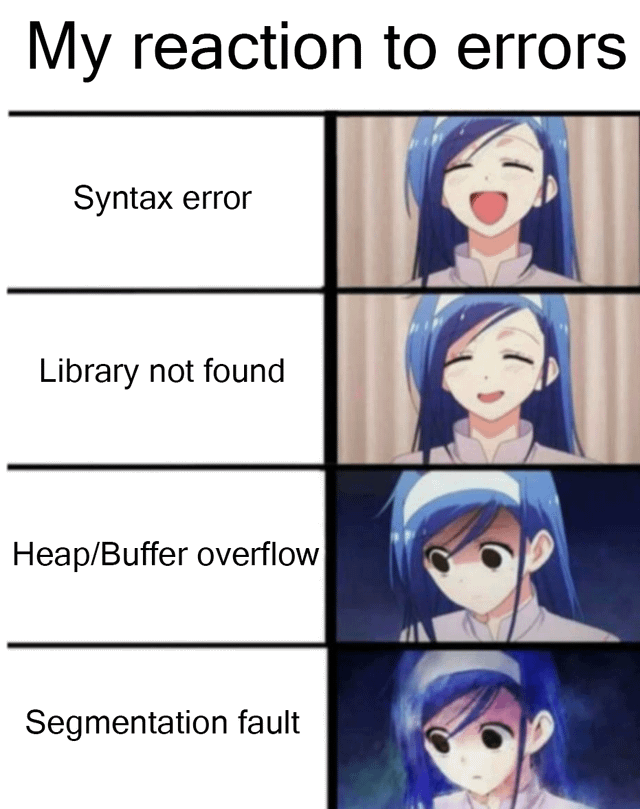 My reaction to errors
Syntax error
Library not found
Heap/Buffer overflow
Segmentation fault